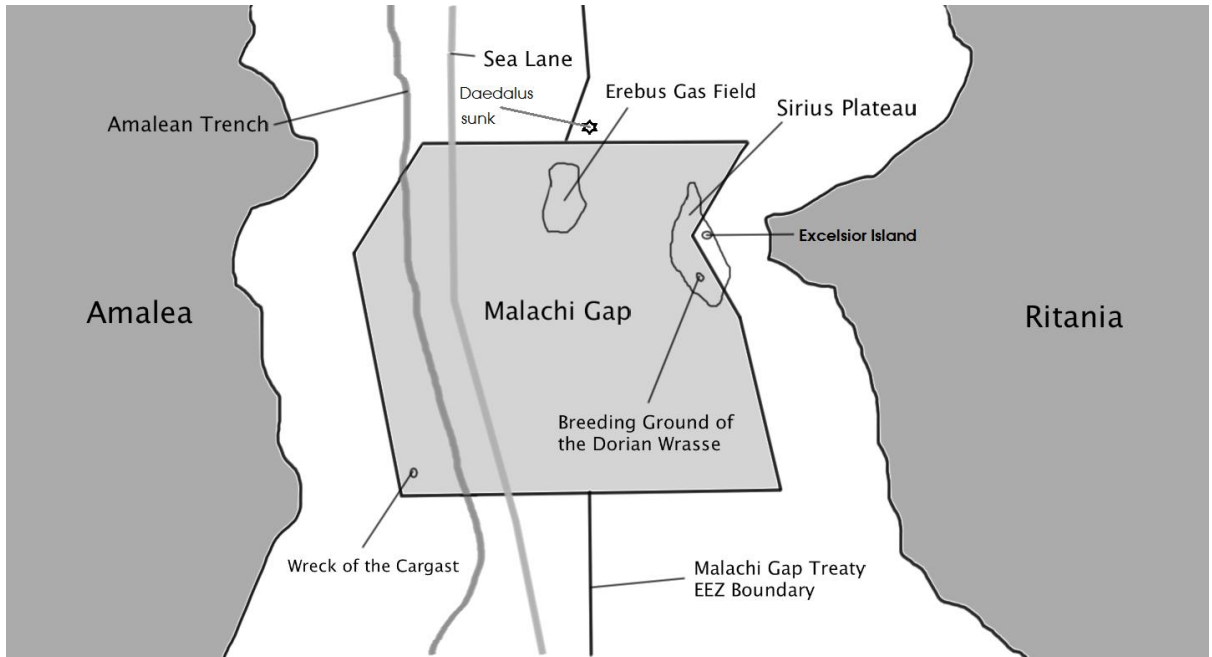 Sea Lane
Daedalus
sunk
Erebus Gas Field
Sirius Plateau
Amalean Trench
Excelsior Island
Amalea
Malachi Gap
Ritania
Breeding Ground of
the Dorian Wrasse
Wreck of the Cargast
Malachi Gap Treaty
EEZ Boundary